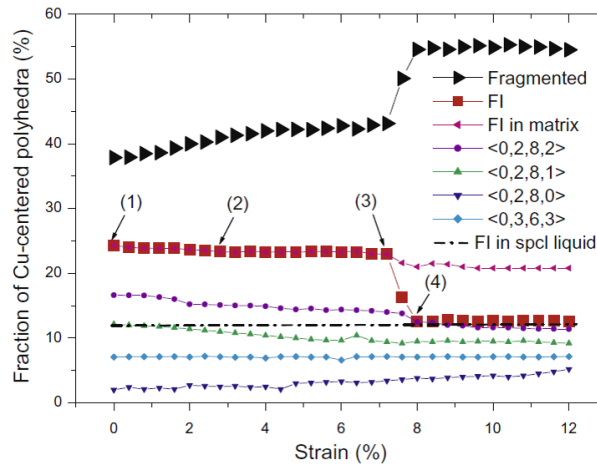 60
50
40
30
20
10
0
Fraction of Cu-centered polyhedra (%)
Fragmented
FI
FI in matrix
<0,2,8,2>
<0,2,8,1>
<0,2,8,0>
<0,3,6,3>
FI in spcl liquid
(1)
(2)
(3)
(4)
0 2 4 6 8 10 12
Strain (%)